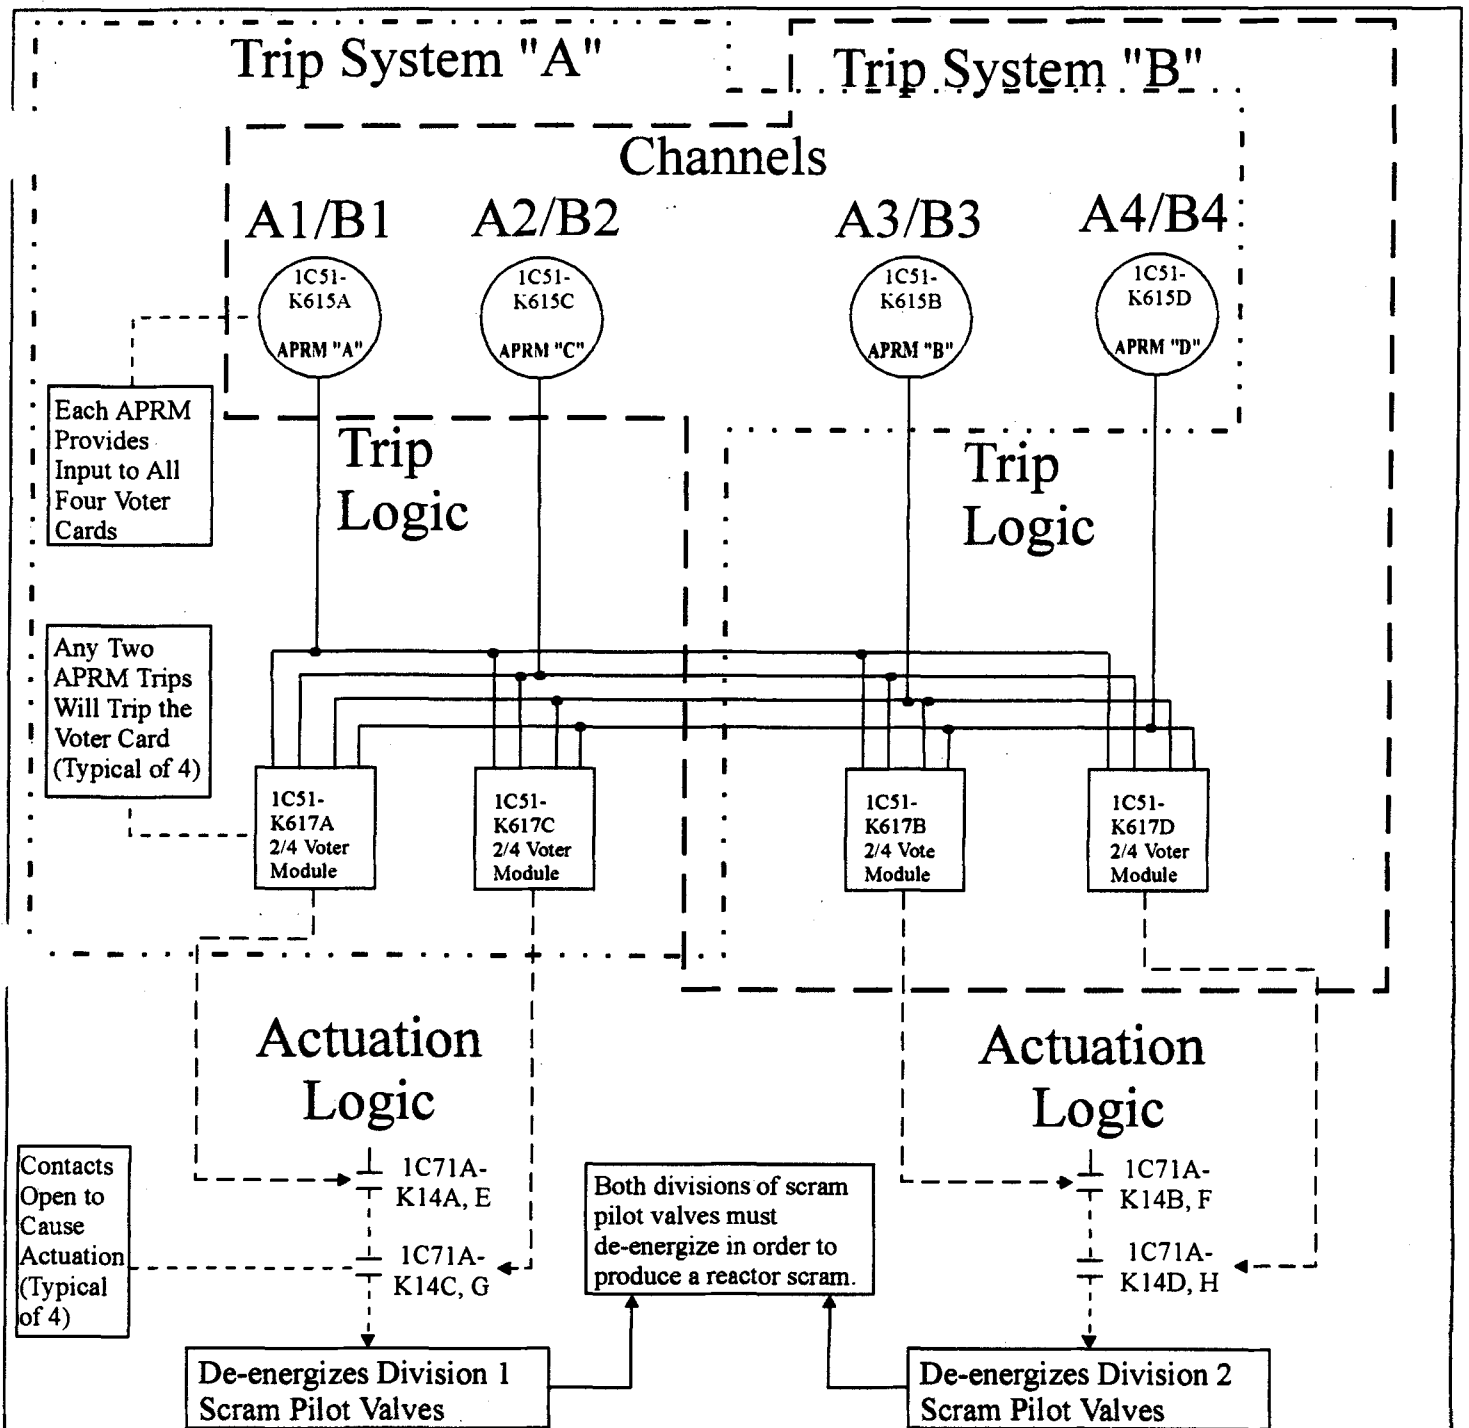 Trip System "A"
Trip System "B"
Channels
A1/B1
A2/B2
A3/B3
A4/B4
1C51-
K615A
APRM "A"
1C51-
K615C
APRM "C"
1C51-
K615B
APRM "B"
1C51-
K615D
APRM "D"
Each APRM
Provides
Input to All
Four Voter
Cards
Trip
Logic
Trip
Logic
Any Two
APRM Trips
Will Trip the
Voter Card
(Typical of 4)
1C51-
K617A
2/4 Voter
Module
1C51-
K617C
2/4 Voter
Module
1C51-
K617B
2/4 Vote
Module
1C51-
K617D
2/4 Voter
Module
Actuation
Logic
Actuation
Logic
Contacts
Open to
Cause
Actuation
(Typical
of 4)
1C71A-
K14A, E
1C71A-
K14C, G
Both divisions of scram
pilot valves must
de-energize in order to
produce a reactor scram.
1C71A-
K14B, F
1C71A-
K14D, H
De-energizes Division 1
Scram Pilot Valves
De-energizes Division 2
Scram Pilot Valves